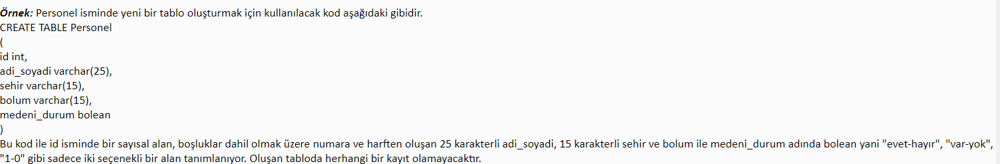 Örnek: Personel isminde yeni bir tablo oluşturmak için kullanılacak kod aşağıdaki gibidir.
CREATE TABLE Personel
(
id int,
adi_soyadi varchar(25),
sehir varchar(15),
bolum varchar(15),
medeni_durum bolean
)
Bu kod ile id isminde bir sayısal alan, boşluklar dahil olmak üzere numara ve harften oluşan 25 karakterli adi_soyadi, 15 karakterli sehir ve bolum ile medeni_durum adında bolean yani "evet-hayır", "var-yok",
"1-0" gibi sadece iki seçenekli bir alan tanımlanıyor. Oluşan tabloda herhangi bir kayıt olamayacaktır.